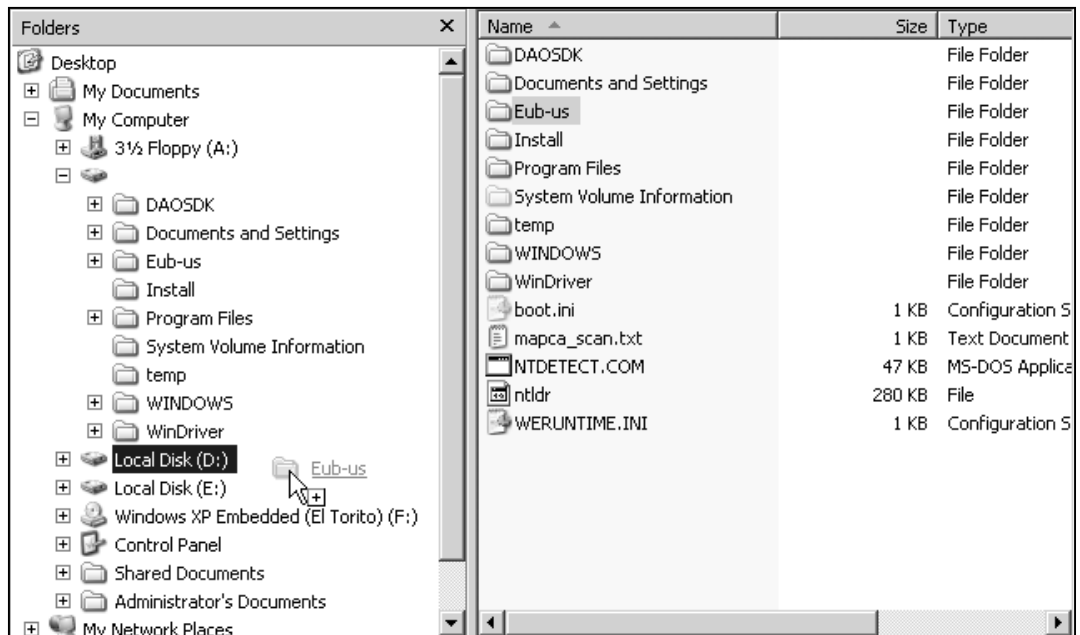 Folders
Desktop
My Documents
My Computer
3½ Floppy (A:)
DAOSDK
Documents and Settings
Eub-us
Install
Program Files
System Volume Information
temp
WINDOWS
WinDriver
Local Disk (D:)
Eub-us
Local Disk (E:)
Windows XP Embedded (El Torito) (F:)
Control Panel
Shared Documents
Administrator's Documents
My Network Places
Name Size Type
DAOSDK File Folder
Documents and Settings File Folder
Eub-us File Folder
Install File Folder
Program Files File Folder
System Volume Information File Folder
temp File Folder
WINDOWS File Folder
WinDriver File Folder
boot.ini 1 KB Configuration S
mapca_scan.txt 1 KB Text Document
NTDETECT.COM 47 KB MS-DOS Applica
ntldr 280 KB File
WERUNTIME.INI 1 KB Configuration S